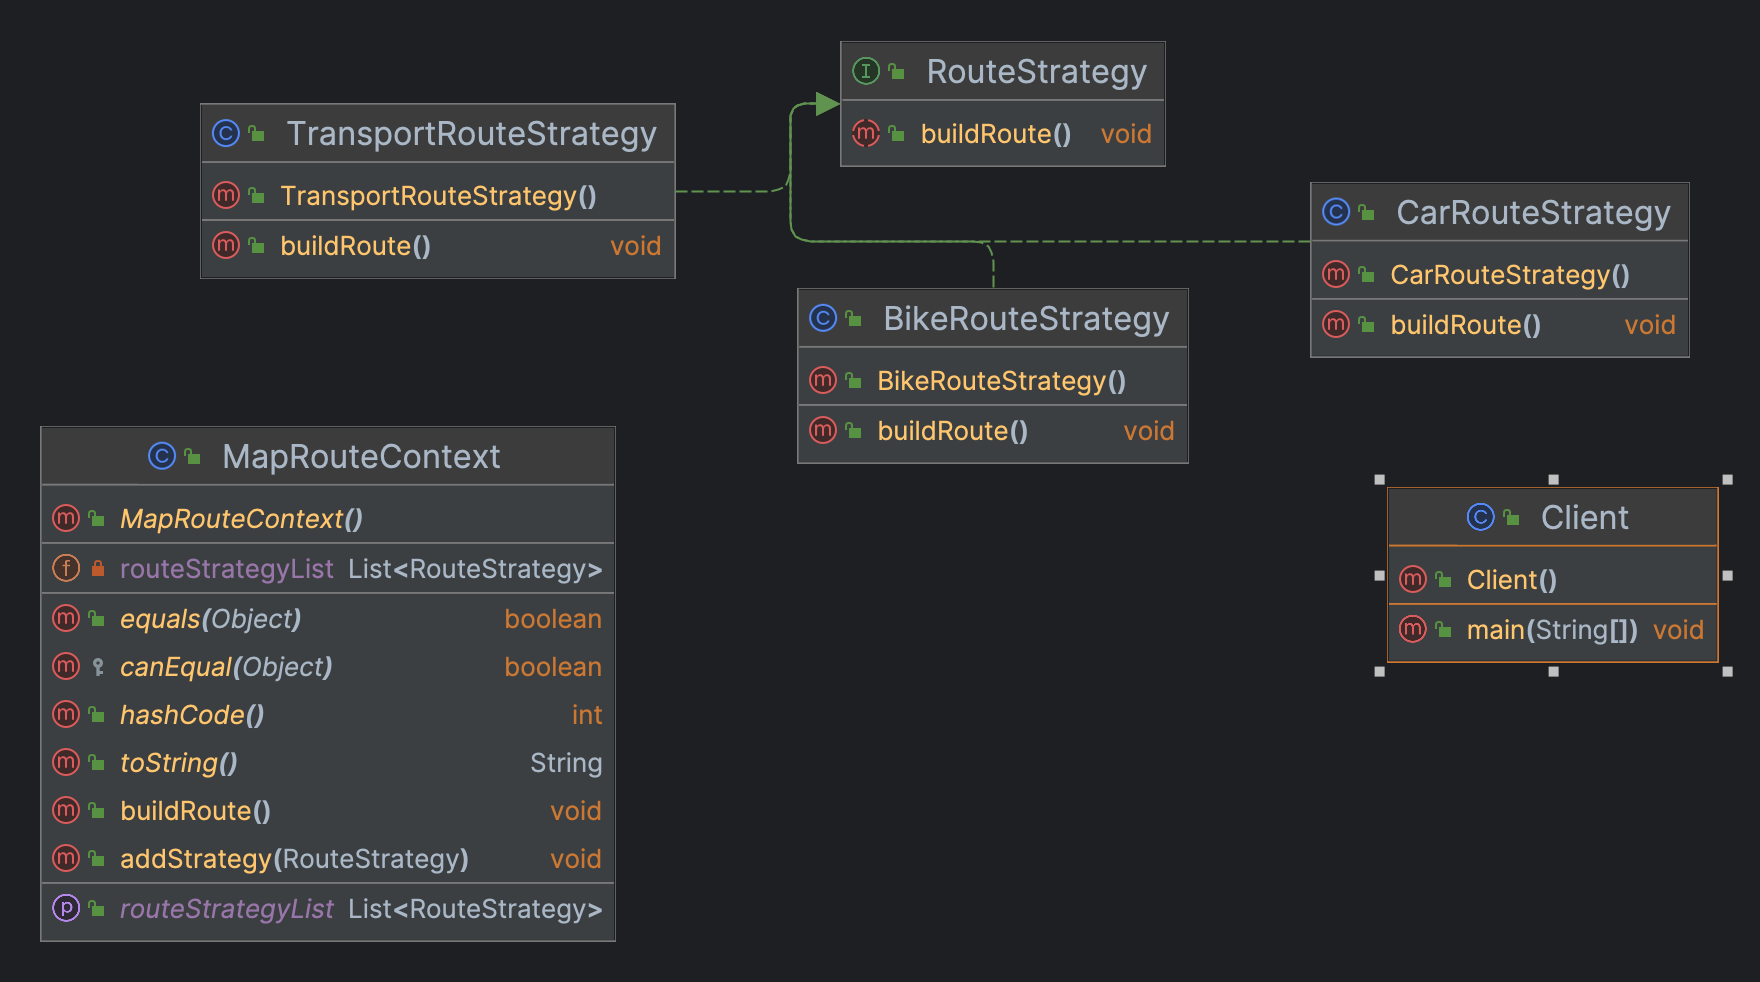 RouteStrategy
buildRoute() void
TransportRouteStrategy
TransportRouteStrategy()
buildRoute() void
CarRouteStrategy
CarRouteStrategy()
buildRoute() void
BikeRouteStrategy
BikeRouteStrategy()
buildRoute() void
MapRouteContext
MapRouteContext()
routeStrategyList List<RouteStrategy>
equals(Object) boolean
canEqual(Object) boolean
hashCode() int
toString() String
buildRoute() void
addStrategy(RouteStrategy) void
routeStrategyList List<RouteStrategy>
Client
Client()
main(String[]) void